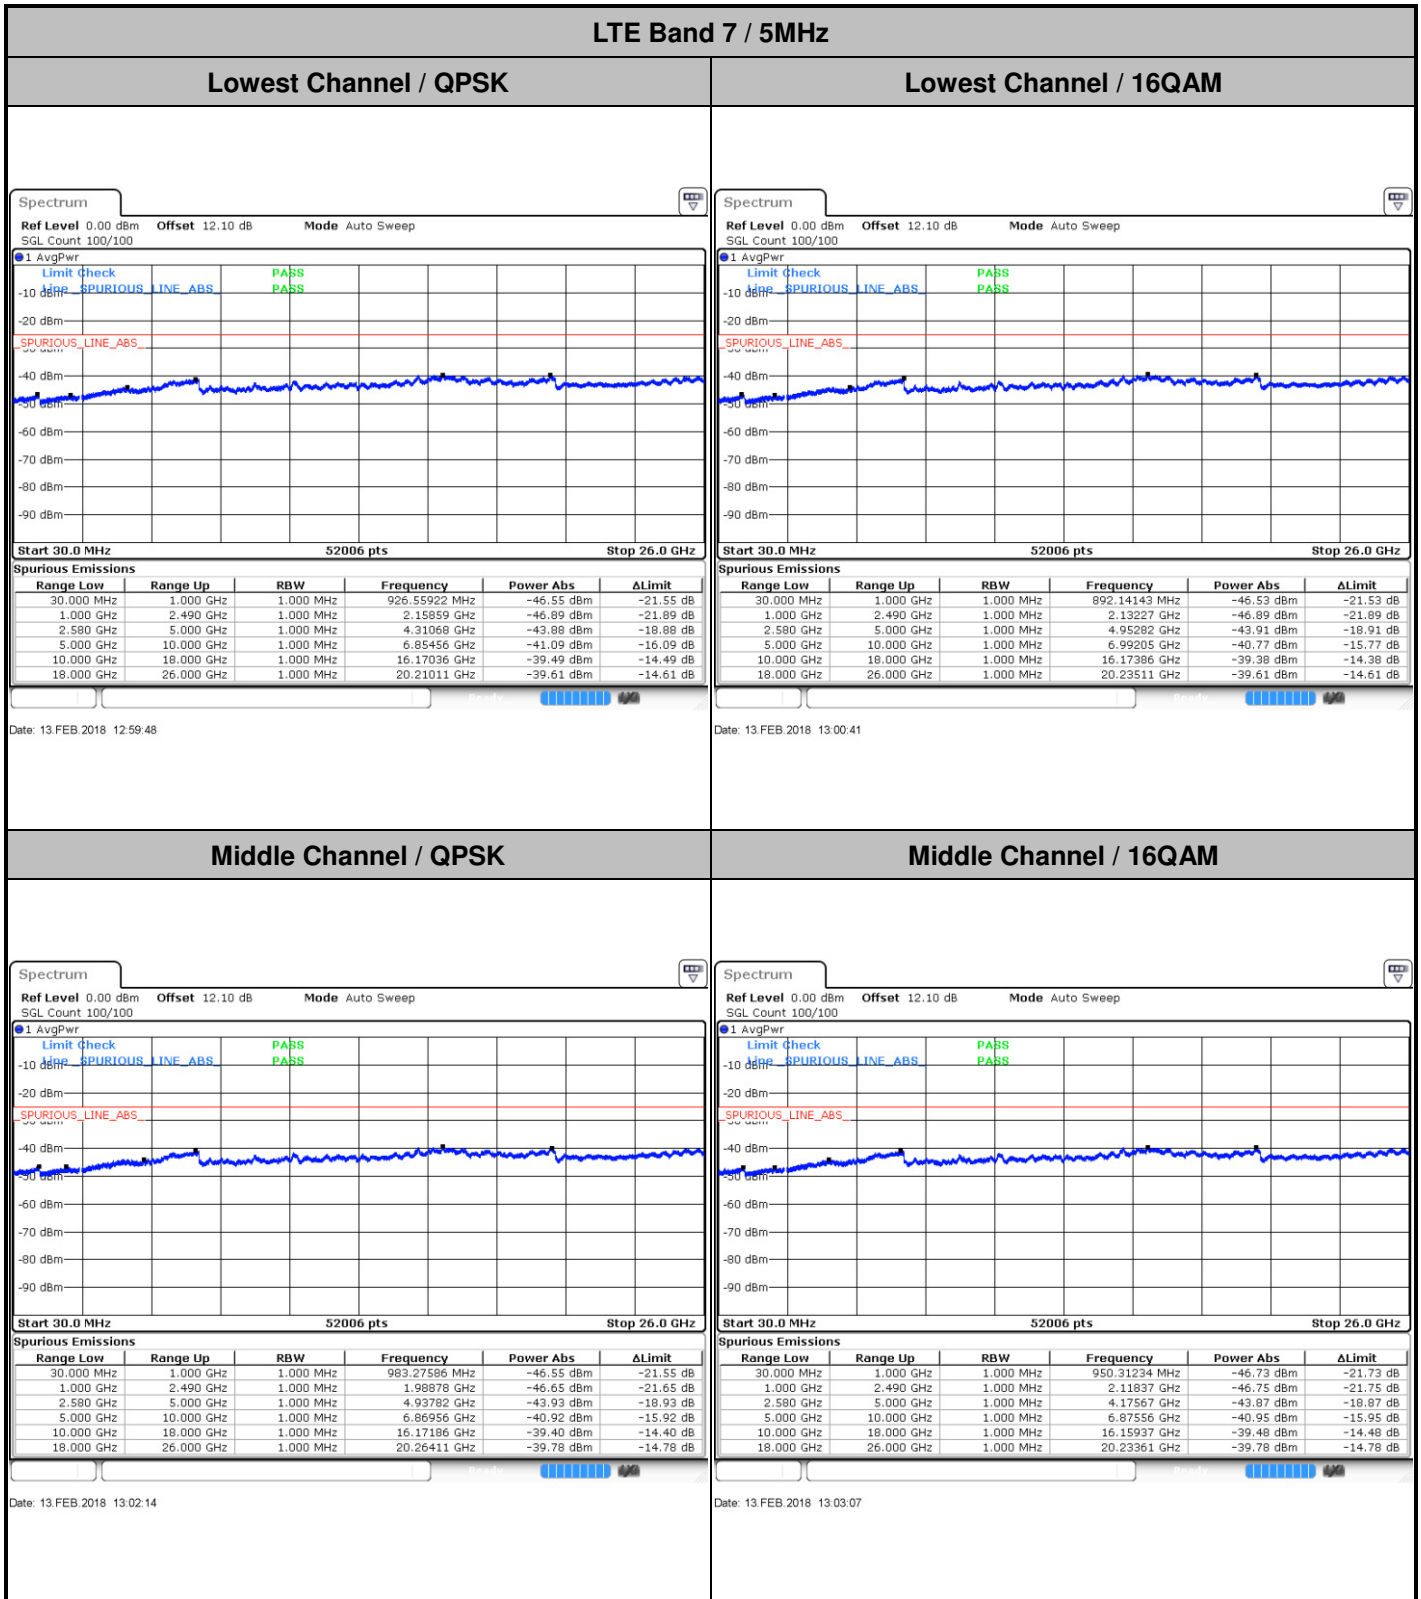 LTE Band 7 / 5MHz
Lowest Channel / QPSK
Lowest Channel / 16QAM
Spectrum
Ref Level 0.00 dBm Offset 12.10 dB Mode Auto Sweep
SGL Count 100/100
1 AvgPwr
Limit Check PASS
Line _SPURIOUS_LINE_ABS_ PASS
-10 dBm
-20 dBm
_SPURIOUS_LINE_ABS_
-30 dBm
-40 dBm
-50 dBm
-60 dBm
-70 dBm
-80 dBm
-90 dBm
Start 30.0 MHz 52006 pts Stop 26.0 GHz
Spurious Emissions
Range Low Range Up RBW Frequency Power Abs ΔLimit
30.000 MHz 1.000 GHz 1.000 MHz 926.55922 MHz -46.55 dBm -21.55 dB
1.000 GHz 2.490 GHz 1.000 MHz 2.15859 GHz -46.89 dBm -21.89 dB
2.580 GHz 5.000 GHz 1.000 MHz 4.31068 GHz -43.88 dBm -18.88 dB
5.000 GHz 10.000 GHz 1.000 MHz 6.85456 GHz -41.09 dBm -16.09 dB
10.000 GHz 18.000 GHz 1.000 MHz 16.17036 GHz -39.49 dBm -14.49 dB
18.000 GHz 26.000 GHz 1.000 MHz 20.21011 GHz -39.61 dBm -14.61 dB
Date: 13.FEB.2018 12:59:48
Spectrum
Ref Level 0.00 dBm Offset 12.10 dB Mode Auto Sweep
SGL Count 100/100
1 AvgPwr
Limit Check PASS
Line _SPURIOUS_LINE_ABS_ PASS
-10 dBm
-20 dBm
_SPURIOUS_LINE_ABS_
-30 dBm
-40 dBm
-50 dBm
-60 dBm
-70 dBm
-80 dBm
-90 dBm
Start 30.0 MHz 52006 pts Stop 26.0 GHz
Spurious Emissions
Range Low Range Up RBW Frequency Power Abs ΔLimit
30.000 MHz 1.000 GHz 1.000 MHz 892.14143 MHz -46.53 dBm -21.53 dB
1.000 GHz 2.490 GHz 1.000 MHz 2.13227 GHz -46.89 dBm -21.89 dB
2.580 GHz 5.000 GHz 1.000 MHz 4.95282 GHz -43.91 dBm -18.91 dB
5.000 GHz 10.000 GHz 1.000 MHz 6.99205 GHz -40.77 dBm -15.77 dB
10.000 GHz 18.000 GHz 1.000 MHz 16.17386 GHz -39.38 dBm -14.38 dB
18.000 GHz 26.000 GHz 1.000 MHz 20.23511 GHz -39.61 dBm -14.61 dB
Date: 13.FEB.2018 13:00:41
Middle Channel / QPSK
Middle Channel / 16QAM
Spectrum
Ref Level 0.00 dBm Offset 12.10 dB Mode Auto Sweep
SGL Count 100/100
1 AvgPwr
Limit Check PASS
Line _SPURIOUS_LINE_ABS_ PASS
-10 dBm
-20 dBm
_SPURIOUS_LINE_ABS_
-30 dBm
-40 dBm
-50 dBm
-60 dBm
-70 dBm
-80 dBm
-90 dBm
Start 30.0 MHz 52006 pts Stop 26.0 GHz
Spurious Emissions
Range Low Range Up RBW Frequency Power Abs ΔLimit
30.000 MHz 1.000 GHz 1.000 MHz 983.27586 MHz -46.55 dBm -21.55 dB
1.000 GHz 2.490 GHz 1.000 MHz 1.98878 GHz -46.65 dBm -21.65 dB
2.580 GHz 5.000 GHz 1.000 MHz 4.93782 GHz -43.93 dBm -18.93 dB
5.000 GHz 10.000 GHz 1.000 MHz 6.86956 GHz -40.92 dBm -15.92 dB
10.000 GHz 18.000 GHz 1.000 MHz 16.17186 GHz -39.40 dBm -14.40 dB
18.000 GHz 26.000 GHz 1.000 MHz 20.26411 GHz -39.78 dBm -14.78 dB
Date: 13.FEB.2018 13:02:14
Spectrum
Ref Level 0.00 dBm Offset 12.10 dB Mode Auto Sweep
SGL Count 100/100
1 AvgPwr
Limit Check PASS
Line _SPURIOUS_LINE_ABS_ PASS
-10 dBm
-20 dBm
_SPURIOUS_LINE_ABS_
-30 dBm
-40 dBm
-50 dBm
-60 dBm
-70 dBm
-80 dBm
-90 dBm
Start 30.0 MHz 52006 pts Stop 26.0 GHz
Spurious Emissions
Range Low Range Up RBW Frequency Power Abs ΔLimit
30.000 MHz 1.000 GHz 1.000 MHz 950.31234 MHz -46.73 dBm -21.73 dB
1.000 GHz 2.490 GHz 1.000 MHz 2.11837 GHz -46.75 dBm -21.75 dB
2.580 GHz 5.000 GHz 1.000 MHz 4.17567 GHz -43.87 dBm -18.87 dB
5.000 GHz 10.000 GHz 1.000 MHz 6.87556 GHz -40.95 dBm -15.95 dB
10.000 GHz 18.000 GHz 1.000 MHz 16.15937 GHz -39.48 dBm -14.48 dB
18.000 GHz 26.000 GHz 1.000 MHz 20.23361 GHz -39.78 dBm -14.78 dB
Date: 13.FEB.2018 13:03:07